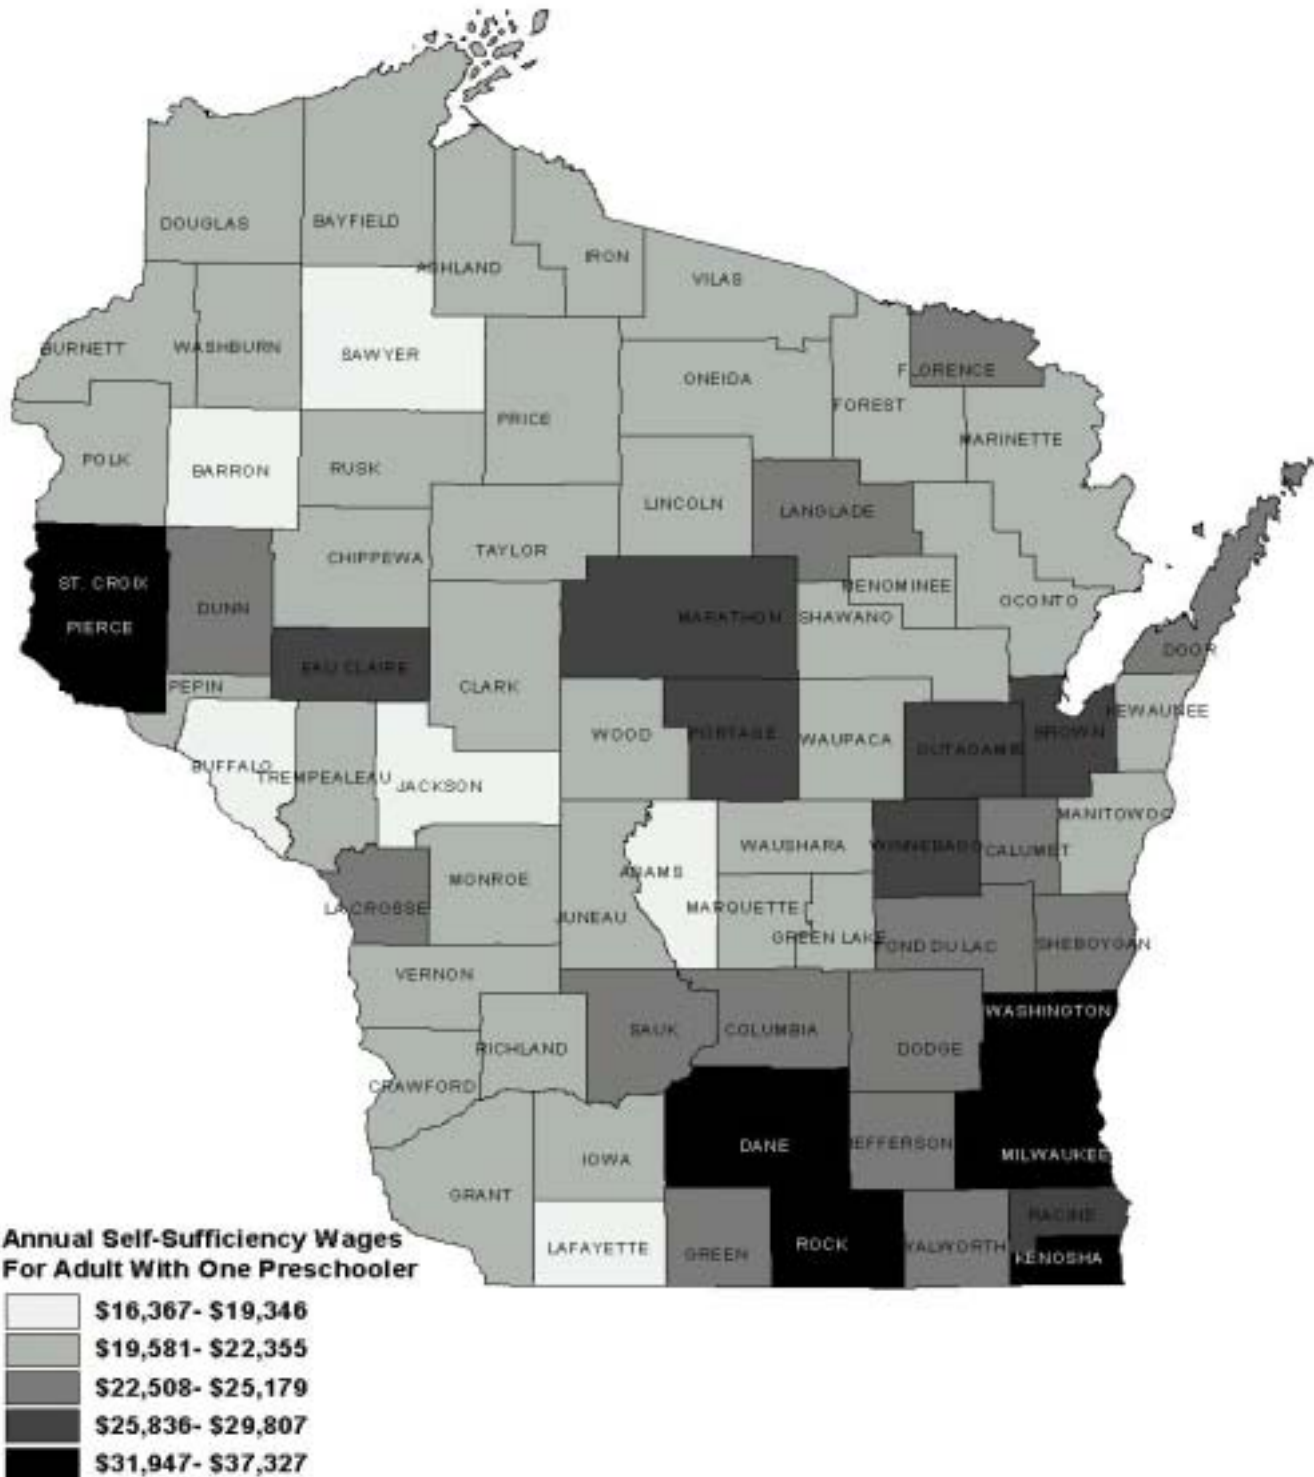 DOUGLAS
BAYFIELD
ASHLAND
IRON
VILAS
BURNETT
WASHBURN
SAWYER
FLORENCE
ONEIDA
FOREST
PRICE
MARINETTE
POLK
BARRON
RUSK
LINCOLN
LANGLADE
TAYLOR
CHIPPEWA
ST. CROIX
MENOMINEE
OCONTO
DUNN
MARATHON
SHAWANO
PIERCE
DOOR
EAU CLAIRE
PEPIN
CLARK
KEWAUNEE
WOOD
PORTAGE
WAUPACA
OUTAGAMIE
BROWN
BUFFALO
TREMPEALEAU
JACKSON
MANITOWOC
WAUSHARA
WINNEBAGO
CALUMET
ADAMS
MONROE
LA CROSSE
MARQUETTE
JUNEAU
GREEN LAKE
FOND DU LAC
SHEBOYGAN
VERNON
WASHINGTON
SAUK
COLUMBIA
RICHLAND
DODGE
CRAWFORD
DANE
JEFFERSON
MILWAUKEE
IOWA
GRANT
RACINE
LAFAYETTE
GREEN
ROCK
WALWORTH
KENOSHA
Annual Self-Sufficiency Wages
For Adult With One Preschooler
$16,367- $19,346
$19,581- $22,355
$22,508- $25,179
$25,836- $29,807
$31,947- $37,327